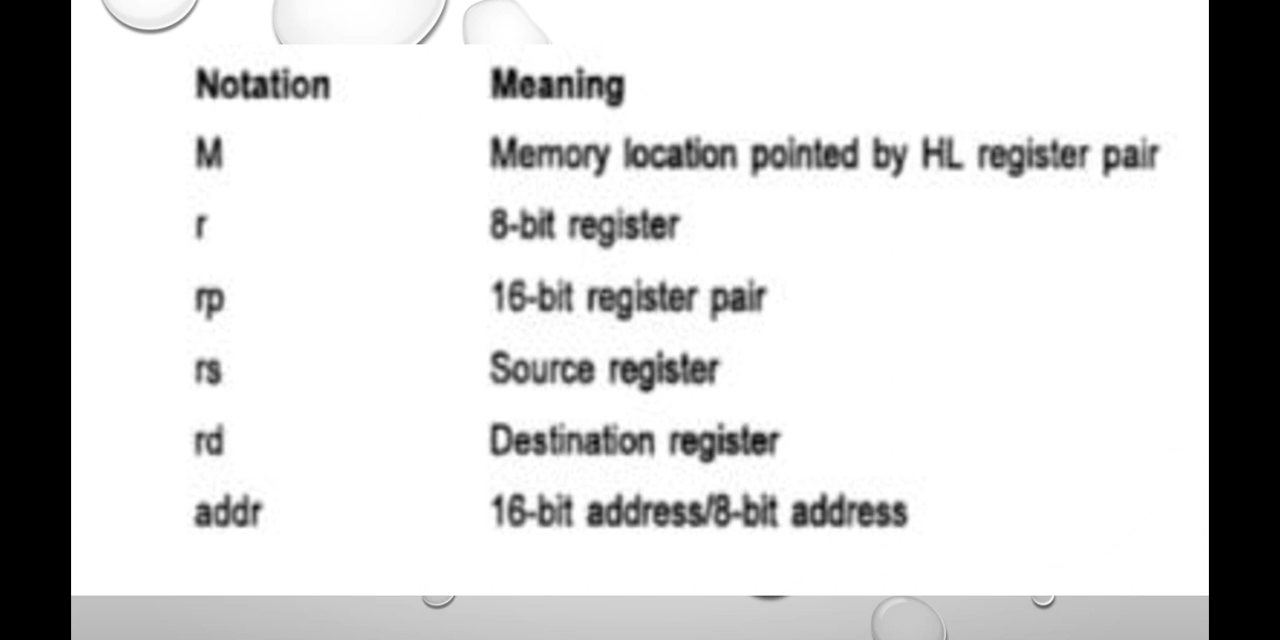 Notation Meaning
M Memory location pointed by HL register pair
r 8-bit register
rp 16-bit register pair
rs Source register
rd Destination register
addr 16-bit address/8-bit address